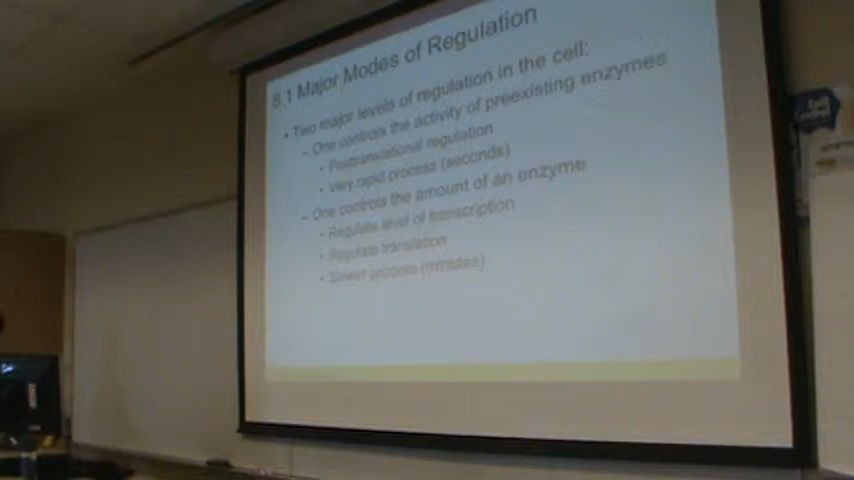 8.1 Major Modes of Regulation
• Two major levels of regulation in the cell:
– One controls the activity of preexisting enzymes
• Posttranslational regulation
• Very rapid process (seconds)
– One controls the amount of an enzyme
• Regulate level of transcription
• Regulate translation
• Slower process (minutes)